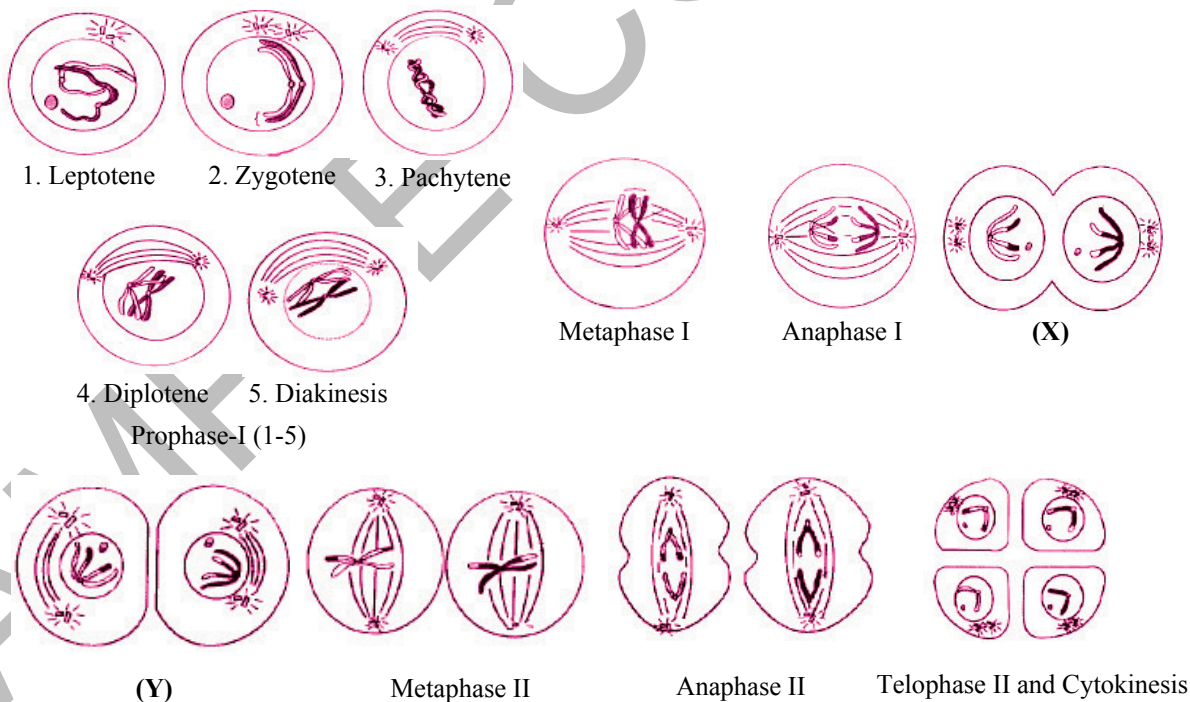 1. Leptotene
2. Zygotene
3. Pachytene
4. Diplotene
5. Diakinesis
Prophase-I (1-5)
Metaphase I
Anaphase I
(X)
(Y)
Metaphase II
Anaphase II
Telophase II and Cytokinesis